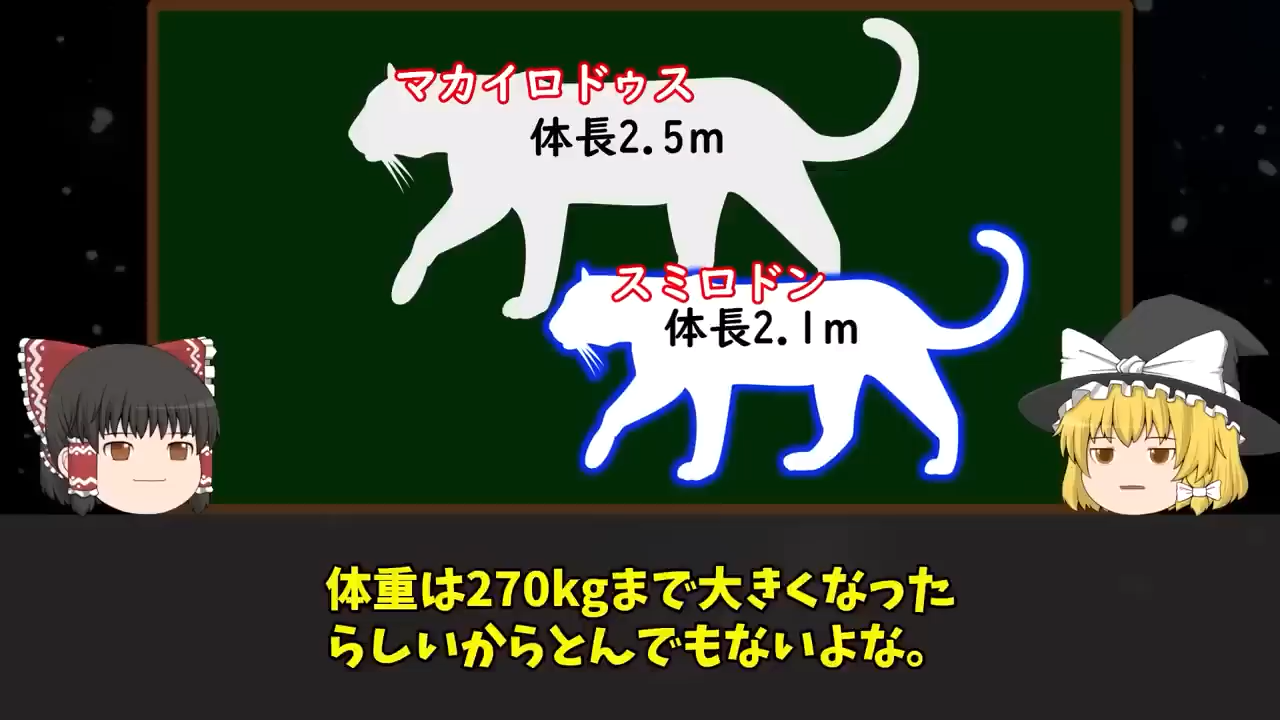 マカイロドゥス
体長2.5m
スミロドン
体長2.1m
体重は270kgまで大きくなった
らしいからとんでもないよな。